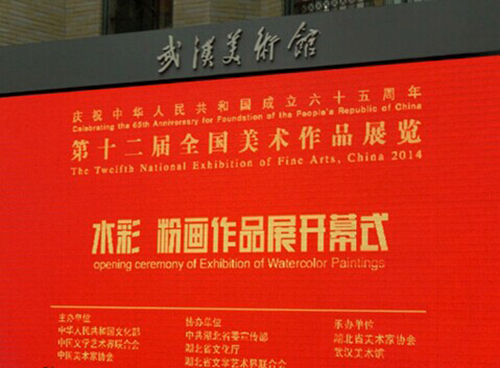 武汉美術館
庆祝中华人民共和国成立六十五周年
Celebrating the 65th Anniversary for Foundation of the People's Republic of China
第十二届全国美术作品展览
The Twelfth National Exhibition of Fine Arts, China 2014
水彩 粉画作品展开幕式
opening ceremony of Exhibition of Watercolor Paintings
主办单位
中华人民共和国文化部
中国文学艺术界联合会
中国美术家协会
协办单位
中共湖北省委宣传部
湖北省文化厅
湖北省文学艺术界联合会
承办单位
湖北省美术家协会
武汉美术馆